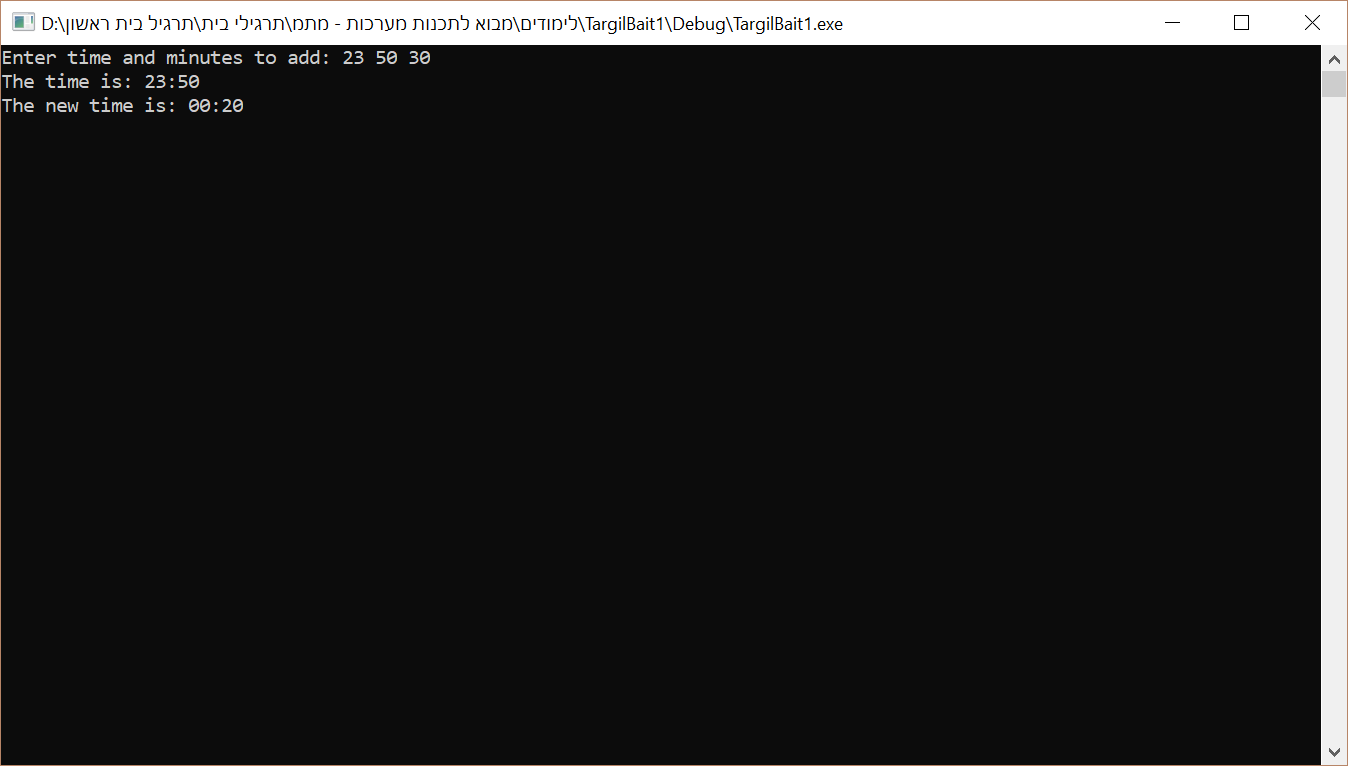 D:\לימודים\מבוא לתכנות מערכות - מתמ\תרגילי בית\תרגיל בית ראשון\TargilBait1\Debug\TargilBait1.exe
Enter time and minutes to add: 23 50 30
The time is: 23:50
The new time is: 00:20